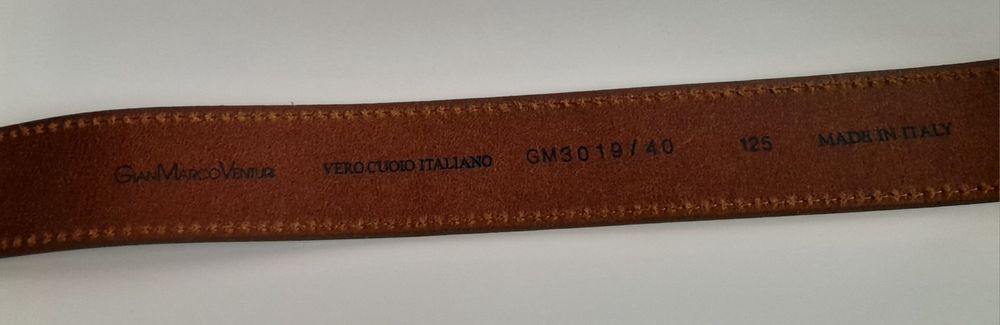 GIANMARCOVENTURI VERO CUOIO ITALIANO GM3019/40 125 MADE IN ITALY